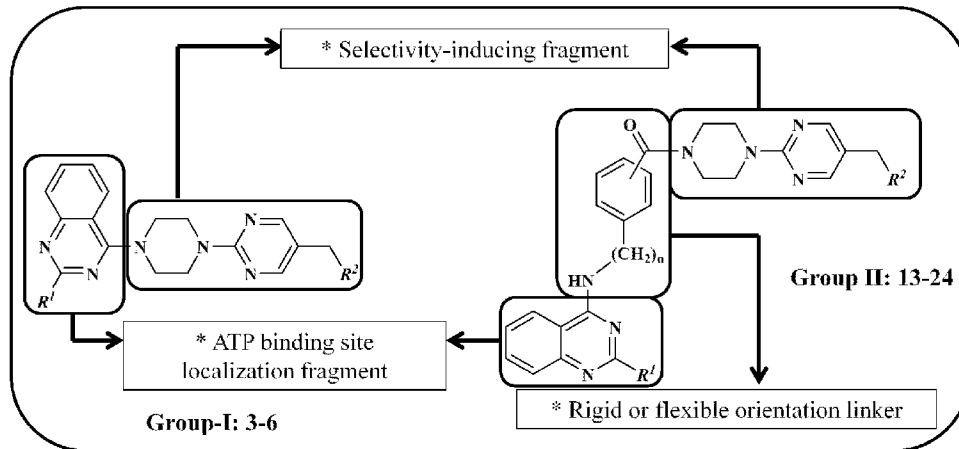 * Selectivity-inducing fragment
O
N
N
N
N
R²
N
N
N
N
N
N
R¹
R²
(CH₂)ₙ
HN
N
N
R¹
Group II: 13-24
* ATP binding site
localization fragment
* Rigid or flexible orientation linker
Group-I: 3-6